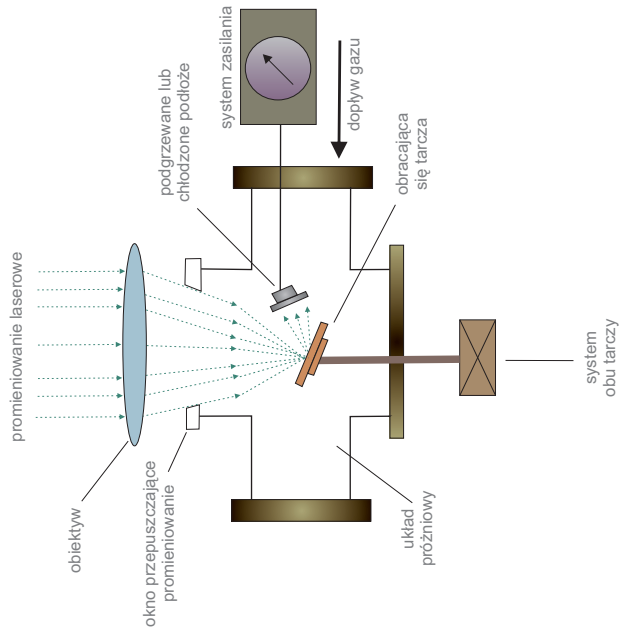 promieniowanie laserowe
obiektyw
okno przepuszczające
promieniowanie
podgrzewane lub
chłodzone podłoże
system zasilania
dopływ gazu
obracająca
się tarcza
układ
próżniowy
system
obu tarczy